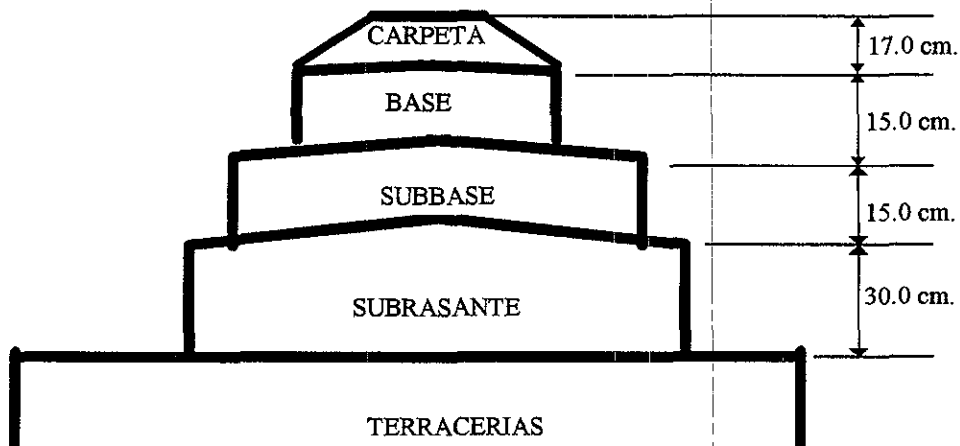 CARPETA
17.0 cm.
BASE
15.0 cm.
SUBBASE
15.0 cm.
SUBRASANTE
30.0 cm.
TERRACERIAS